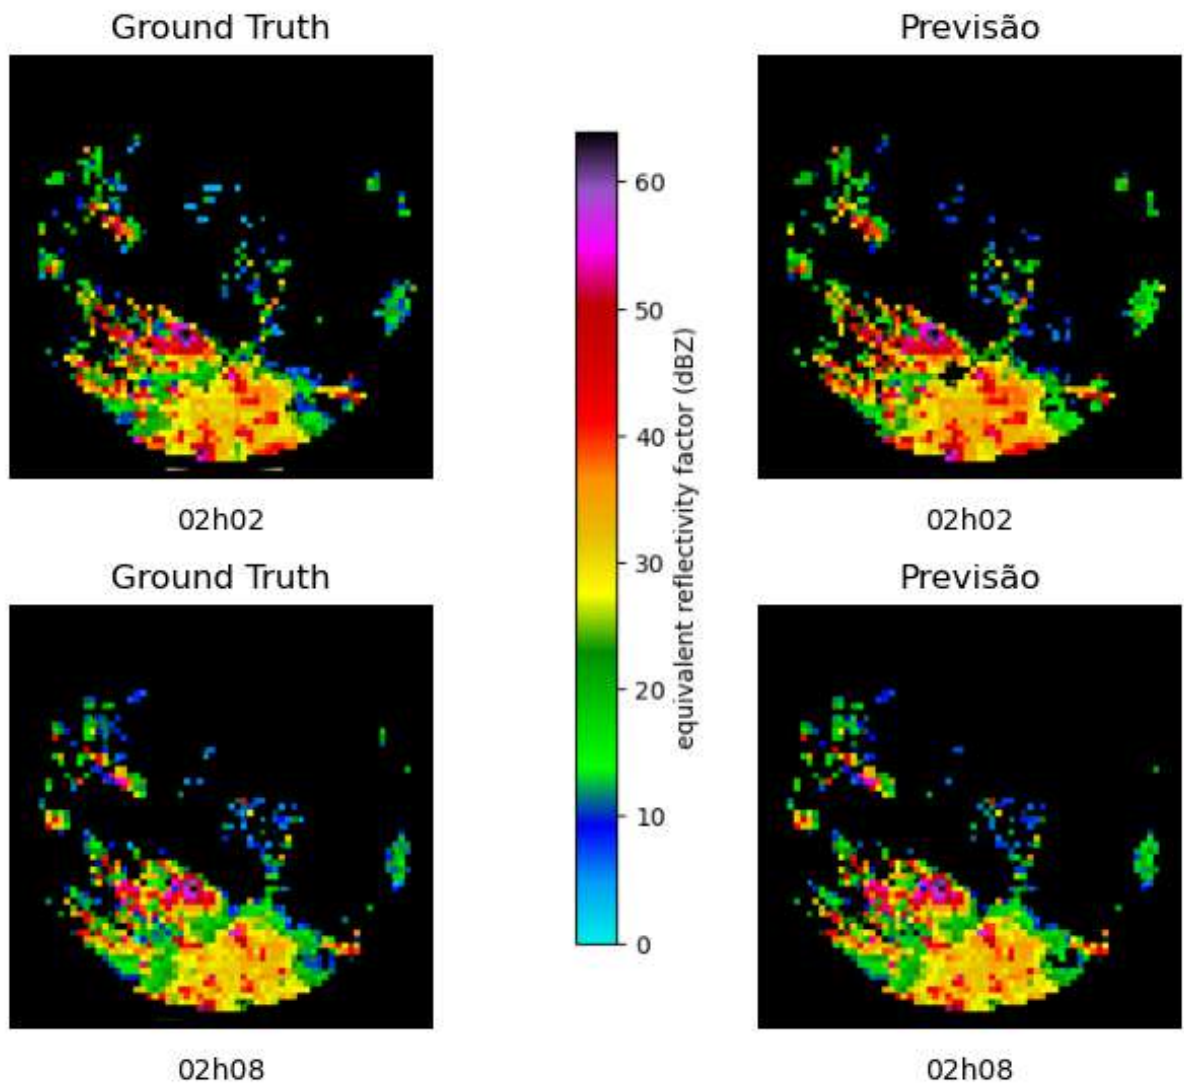 Ground Truth
Previsão
02h02
02h02
60
50
40
30
20
10
0
equivalent reflectivity factor (dBZ)
Ground Truth
Previsão
02h08
02h08